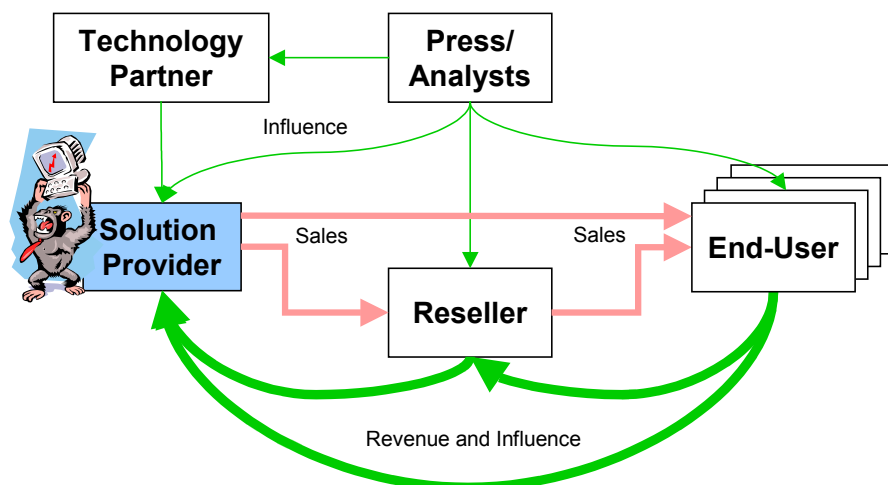 Technology
Partner
Press/
Analysts
Influence
Solution
Provider
Sales
Sales
End-User
Reseller
Revenue and Influence